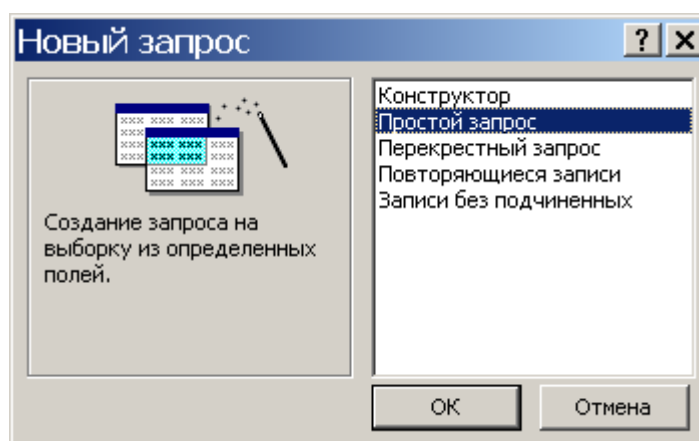 Новый запрос
Создание запроса на
выборку из определенных
полей.
Конструктор
Простой запрос
Перекрестный запрос
Повторяющиеся записи
Записи без подчиненных
ОК
Отмена